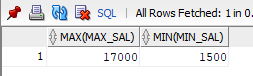 SQL | All Rows Fetched: 1 in 0.
MAX(MAX_SAL) MIN(MIN_SAL)
1 17000 1500